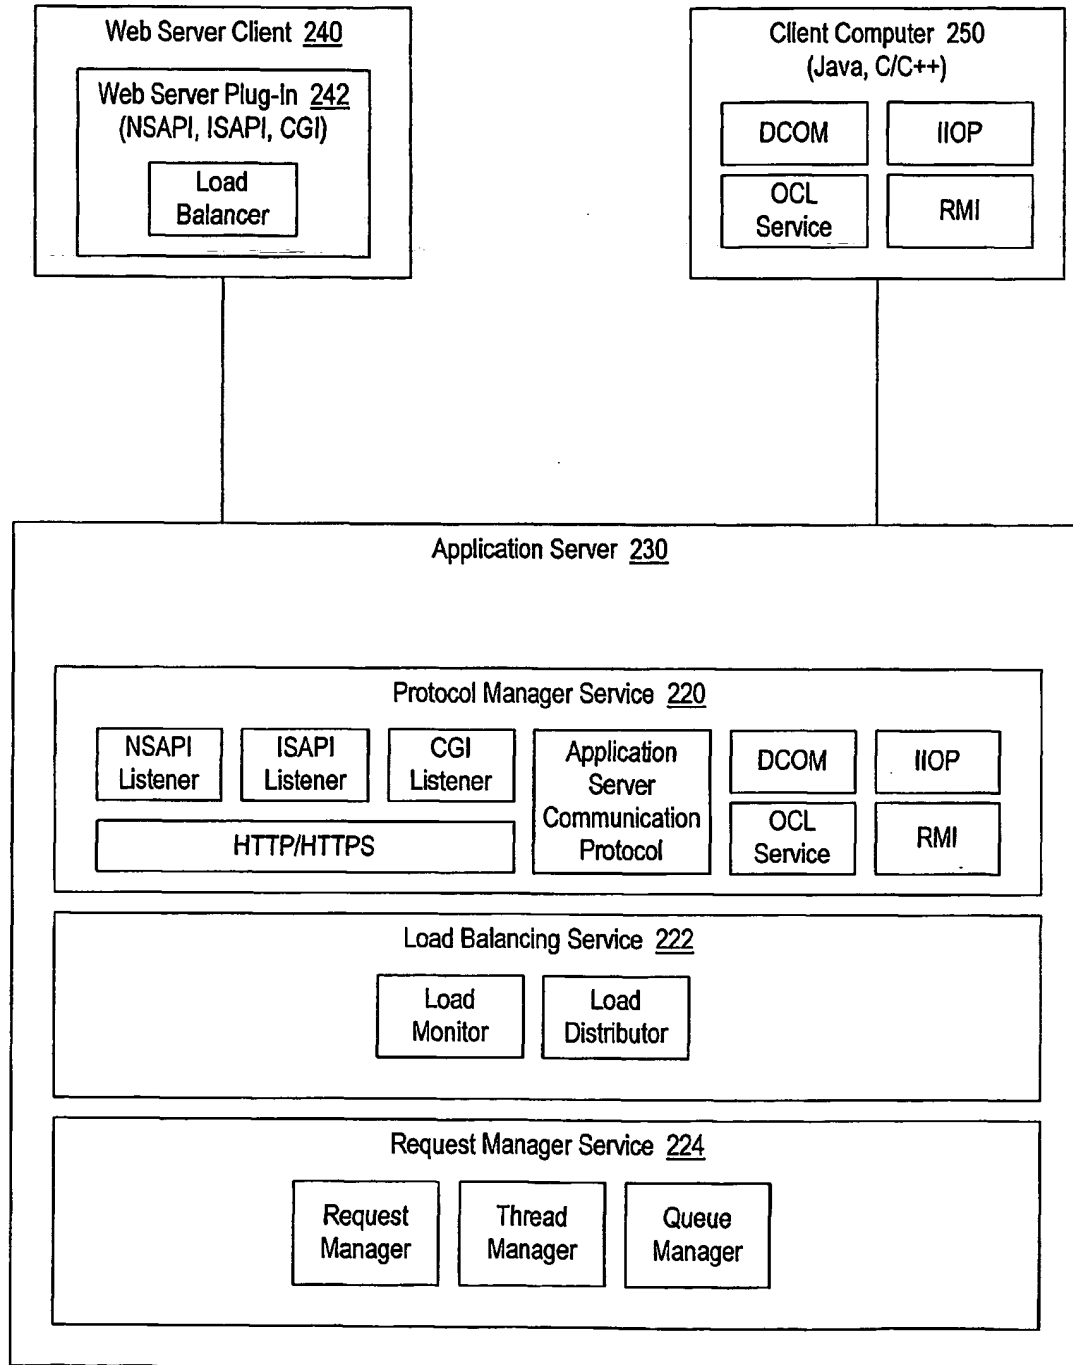 Web Server Client 240
Web Server Plug-In 242
(NSAPI, ISAPI, CGI)
Load
Balancer
Client Computer 250
(Java, C/C++)
DCOM
IIOP
OCL
Service
RMI
Application Server 230
Protocol Manager Service 220
NSAPI
Listener
ISAPI
Listener
CGI
Listener
HTTP/HTTPS
Application
Server
Communication
Protocol
DCOM
IIOP
OCL
Service
RMI
Load Balancing Service 222
Load
Monitor
Load
Distributor
Request Manager Service 224
Request
Manager
Thread
Manager
Queue
Manager